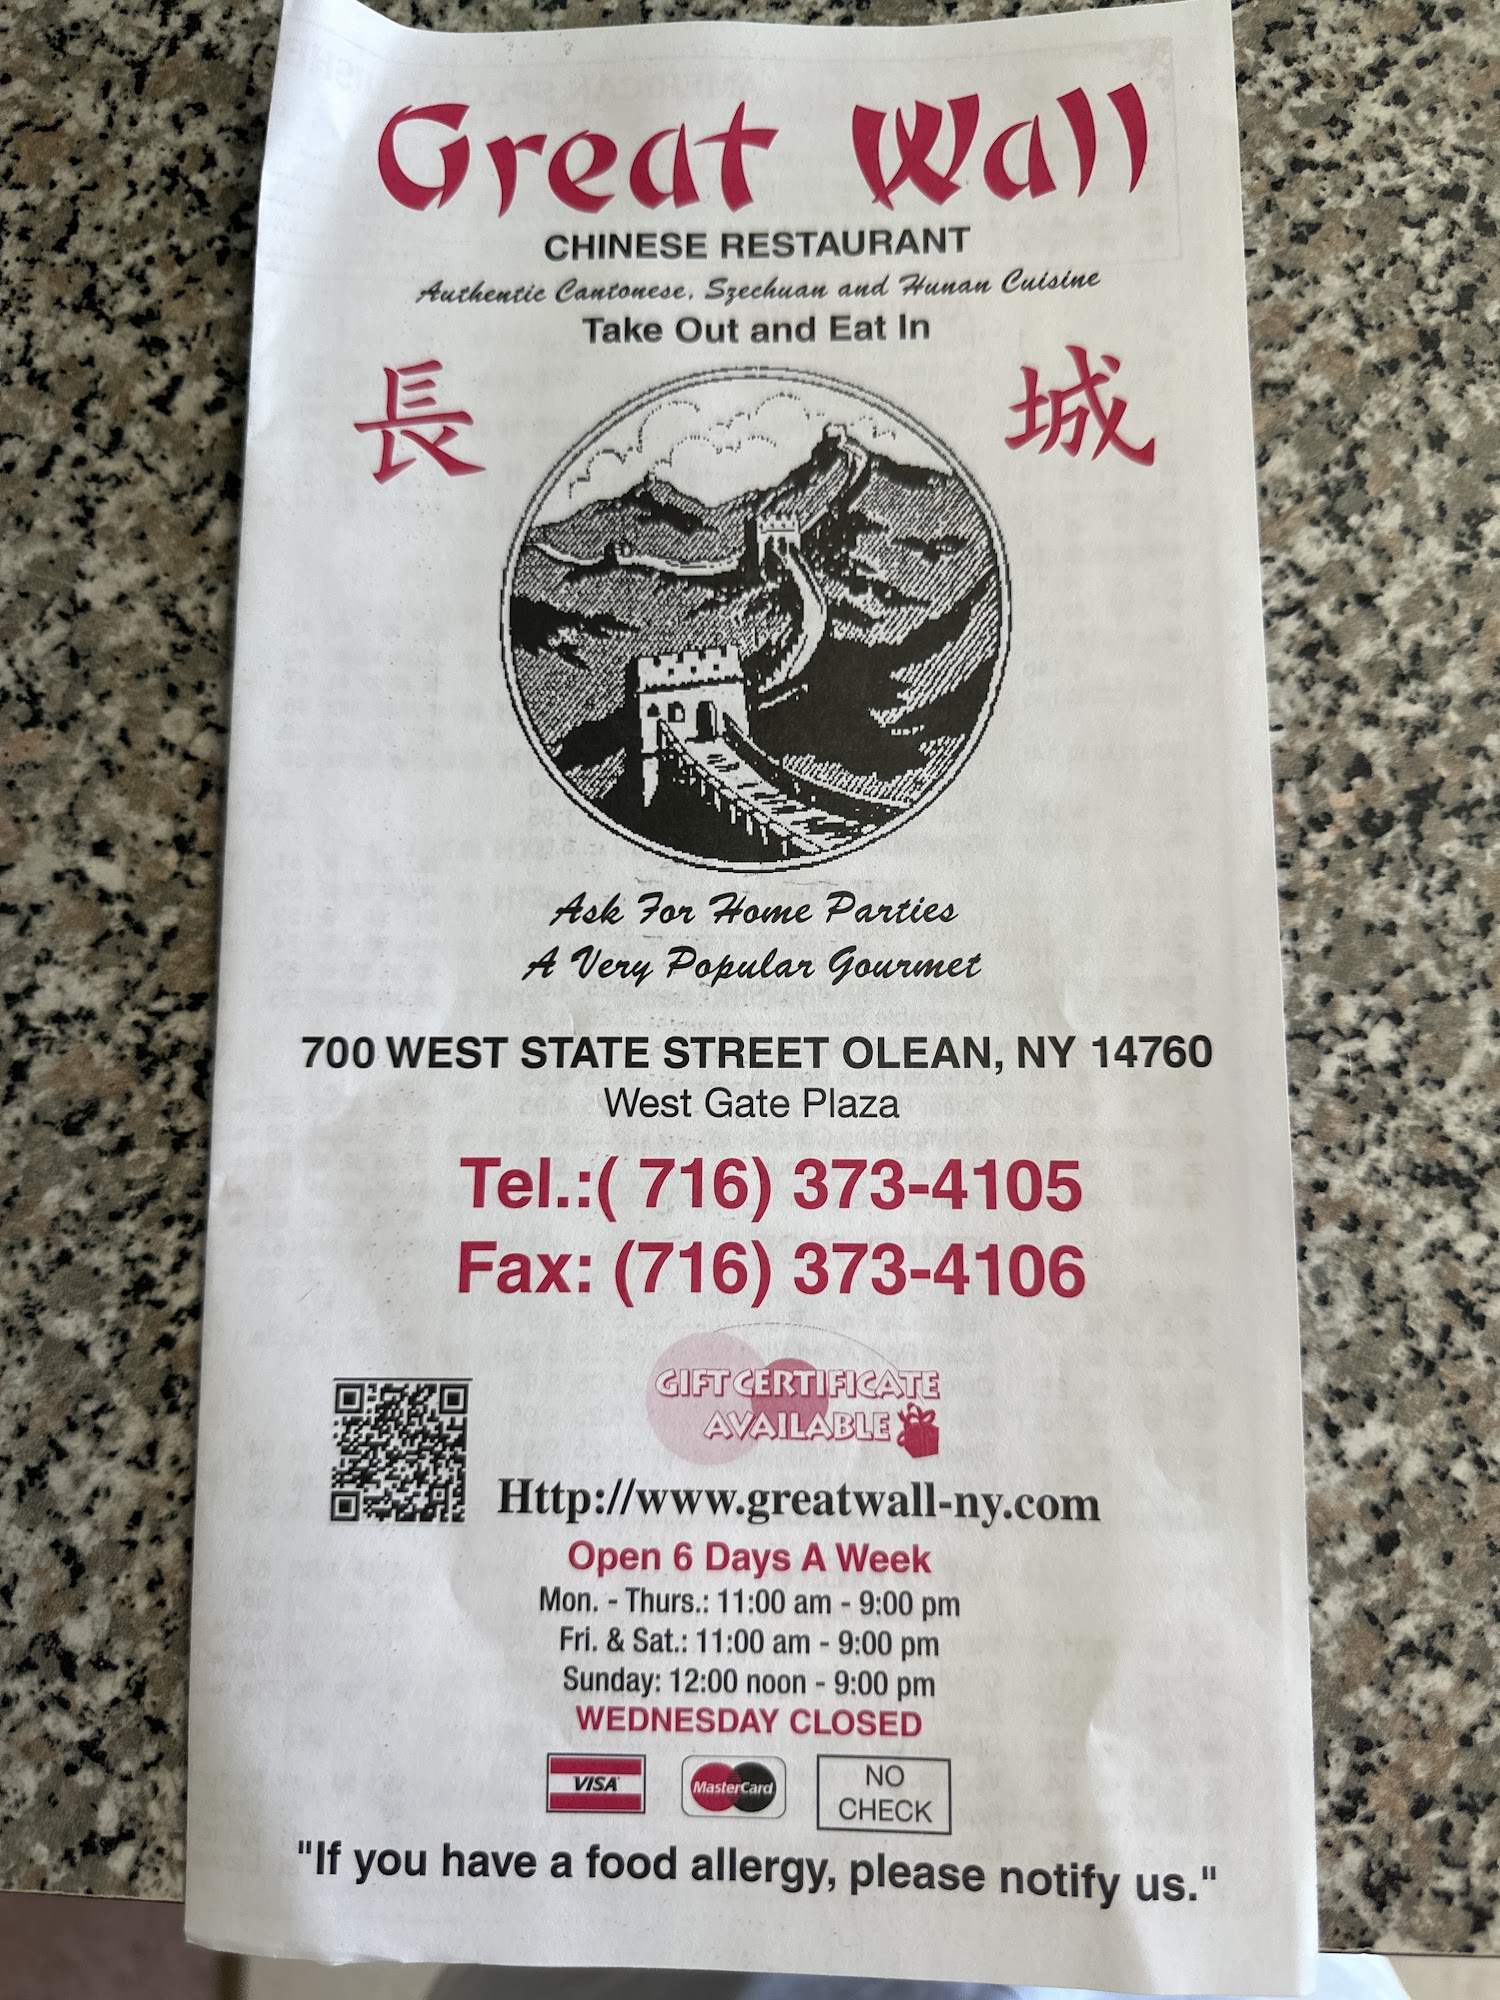 Great Wall
CHINESE RESTAURANT
Authentic Cantonese, Szechuan and Hunan Cuisine
Take Out and Eat In
長 城
Ask For Home Parties
A Very Popular Gourmet
700 WEST STATE STREET OLEAN, NY 14760
West Gate Plaza
Tel.:( 716) 373-4105
Fax: (716) 373-4106
GIFT CERTIFICATE
AVAILABLE
Http://www.greatwall-ny.com
Open 6 Days A Week
Mon. - Thurs.: 11:00 am - 9:00 pm
Fri. & Sat.: 11:00 am - 9:00 pm
Sunday: 12:00 noon - 9:00 pm
WEDNESDAY CLOSED
VISA MasterCard NO
CHECK
"If you have a food allergy, please notify us."